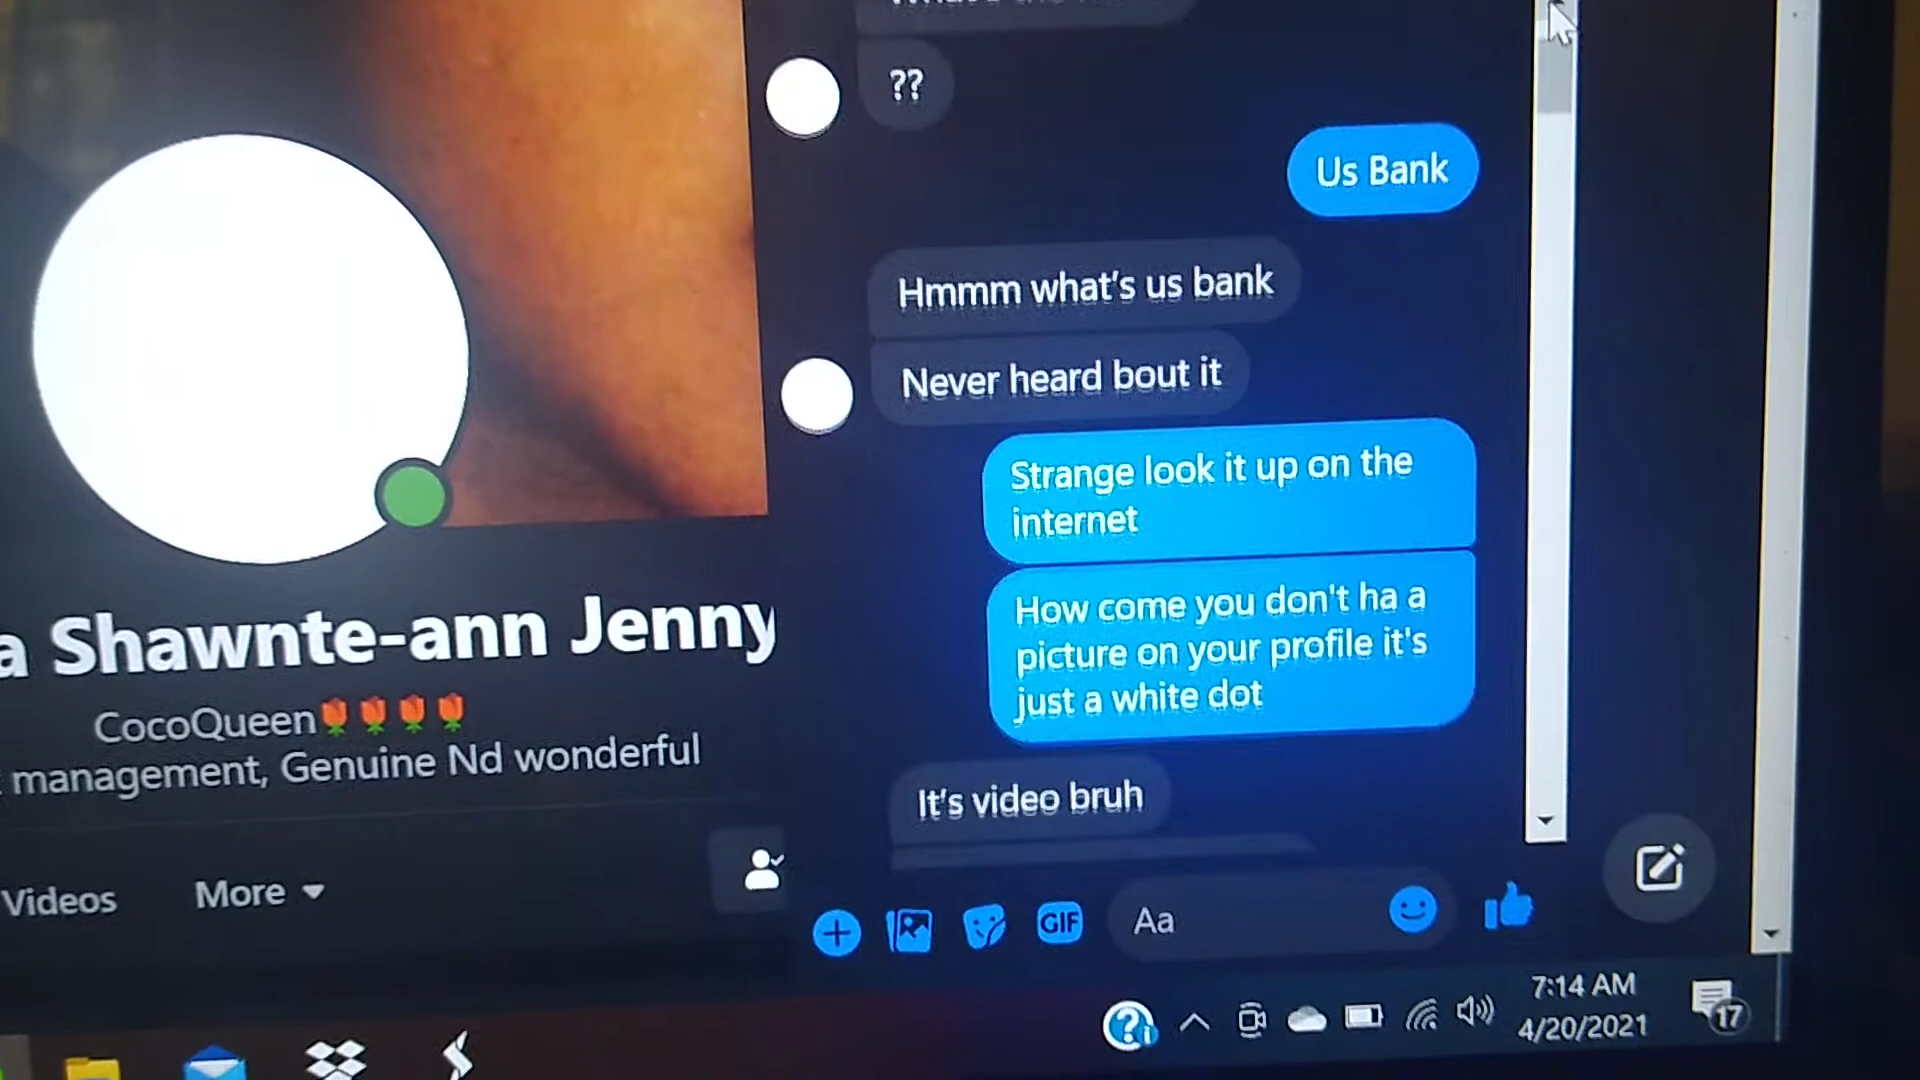 ??
Us Bank
Hmmm what's us bank
Never heard bout it
Strange look it up on the
internet
How come you don't ha a
picture on your profile it's
just a white dot
It's video bruh
a Shawnte-ann Jenny
CocoQueen🌷🌷🌷🌷
management, Genuine Nd wonderful
Videos
More
GIF
Aa
7:14 AM
4/20/2021
17